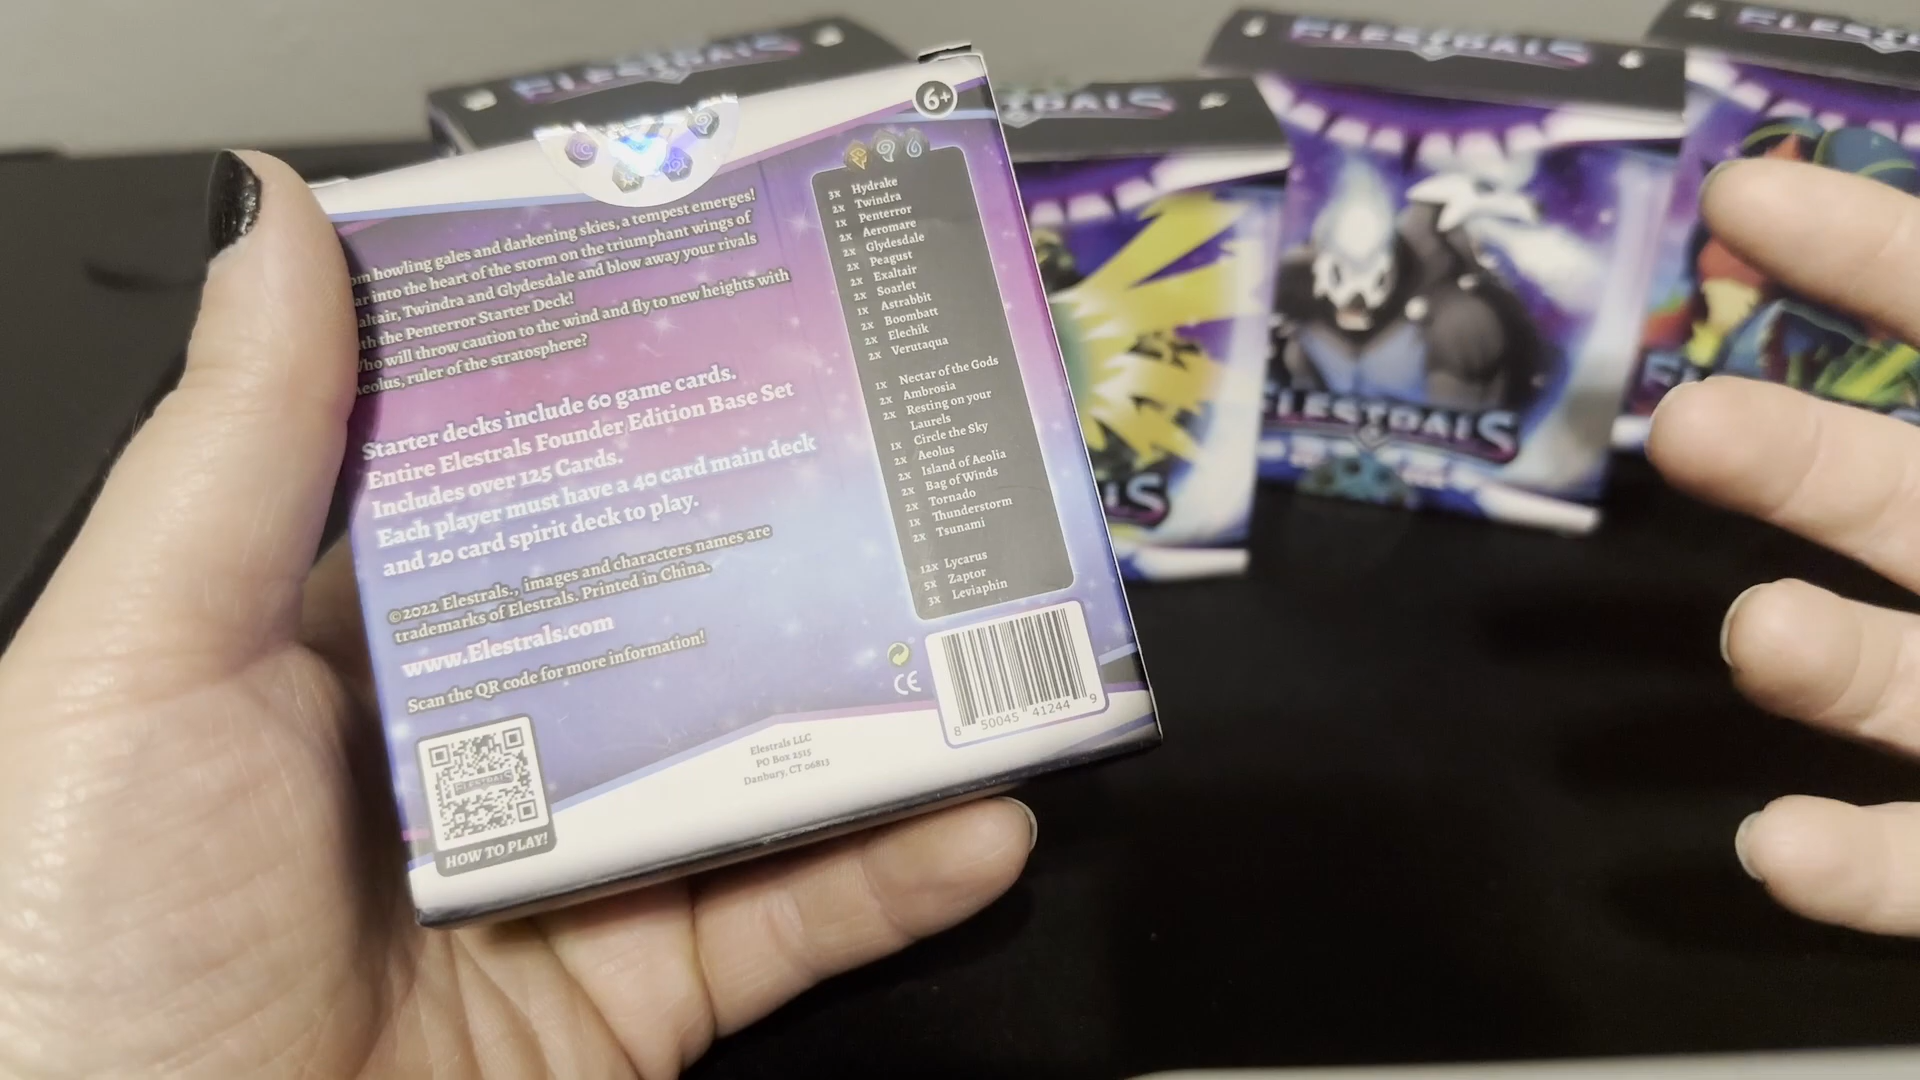 ELESTRALS
ELESTRALS
ELESTRALS
6+
howling gales and darkening skies, a tempest emerges!
into the heart of the storm on the triumphant wings of
Twindra and Glydesdale and blow away your rivals
the Penterror Starter Deck!
will throw caution to the wind and fly to new heights with
ruler of the stratosphere?
Starter decks include 60 game cards.
Entire Elestrals Founder Edition Base Set
Includes over 125 Cards.
Each player must have a 40 card main deck
and 20 card spirit deck to play.
©2022 Elestrals., images and characters names are
trademarks of Elestrals. Printed in China.
www.Elestrals.com
Scan the QR code for more information!
ELESTRALS
HOW TO PLAY!
Elestrals LLC
PO Box 2515
Danbury, CT 06813
3x Hydrake
2x Twindra
1x Penterror
2x Aeromare
2x Glydesdale
2x Peagust
2x Exaltair
2x Soarlet
1x Astrabbit
2x Boombatt
2x Elechik
2x Verutaqua
1x Nectar of the Gods
2x Ambrosia
2x Resting on your
Laurels
1x Circle the Sky
2x Aeolus
2x Island of Aeolia
2x Bag of Winds
2x Tornado
1x Thunderstorm
2x Tsunami
12x Lycarus
5x Zaptor
3x Leviaphin
CE
8 50045 41244 9
ELESTRALS